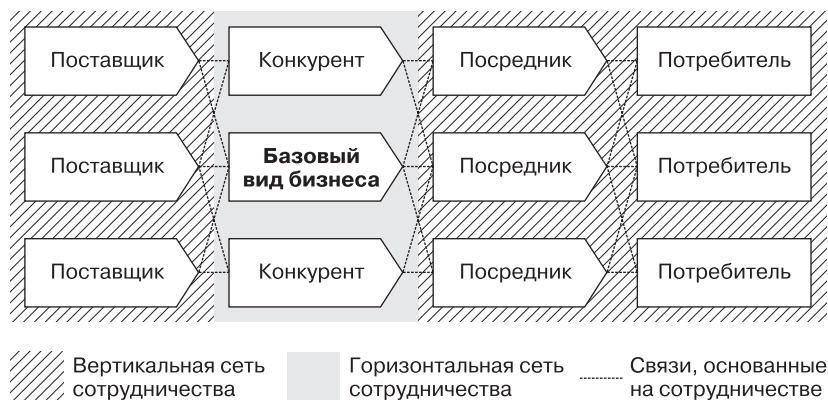 Поставщик
Конкурент
Посредник
Потребитель
Поставщик
Базовый
вид бизнеса
Посредник
Потребитель
Поставщик
Конкурент
Посредник
Потребитель
Вертикальная сеть
сотрудничества
Горизонтальная сеть
сотрудничества
Связи, основанные
на сотрудничестве